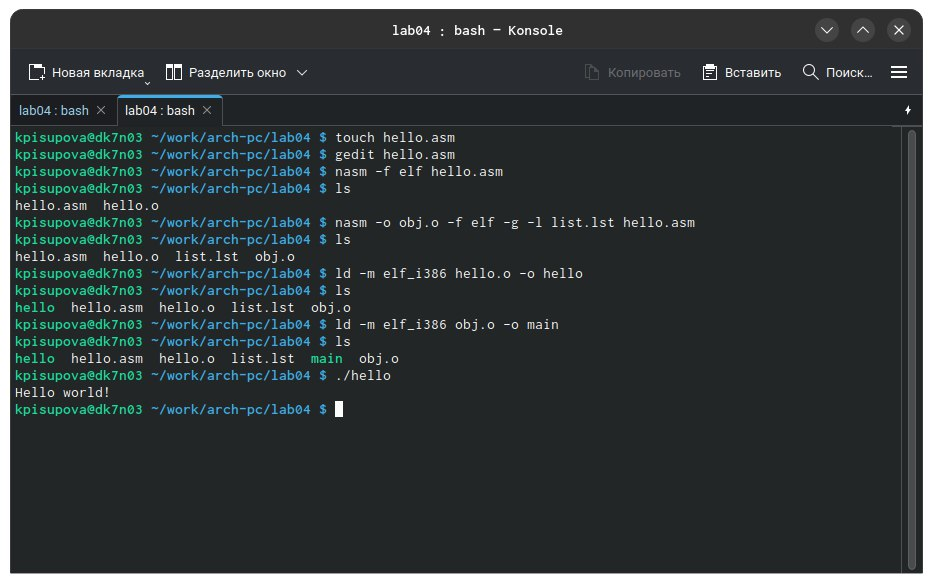 lab04 : bash — Konsole
Новая вкладка Разделить окно Копировать Вставить Поиск...
lab04 : bash lab04 : bash
kpisupova@dk7n03 ~/work/arch-pc/lab04 $ touch hello.asm
kpisupova@dk7n03 ~/work/arch-pc/lab04 $ gedit hello.asm
kpisupova@dk7n03 ~/work/arch-pc/lab04 $ nasm -f elf hello.asm
kpisupova@dk7n03 ~/work/arch-pc/lab04 $ ls
hello.asm  hello.o
kpisupova@dk7n03 ~/work/arch-pc/lab04 $ nasm -o obj.o -f elf -g -l list.lst hello.asm
kpisupova@dk7n03 ~/work/arch-pc/lab04 $ ls
hello.asm  hello.o  list.lst  obj.o
kpisupova@dk7n03 ~/work/arch-pc/lab04 $ ld -m elf_i386 hello.o -o hello
kpisupova@dk7n03 ~/work/arch-pc/lab04 $ ls
hello  hello.asm  hello.o  list.lst  obj.o
kpisupova@dk7n03 ~/work/arch-pc/lab04 $ ld -m elf_i386 obj.o -o main
kpisupova@dk7n03 ~/work/arch-pc/lab04 $ ls
hello  hello.asm  hello.o  list.lst  main  obj.o
kpisupova@dk7n03 ~/work/arch-pc/lab04 $ ./hello
Hello world!
kpisupova@dk7n03 ~/work/arch-pc/lab04 $